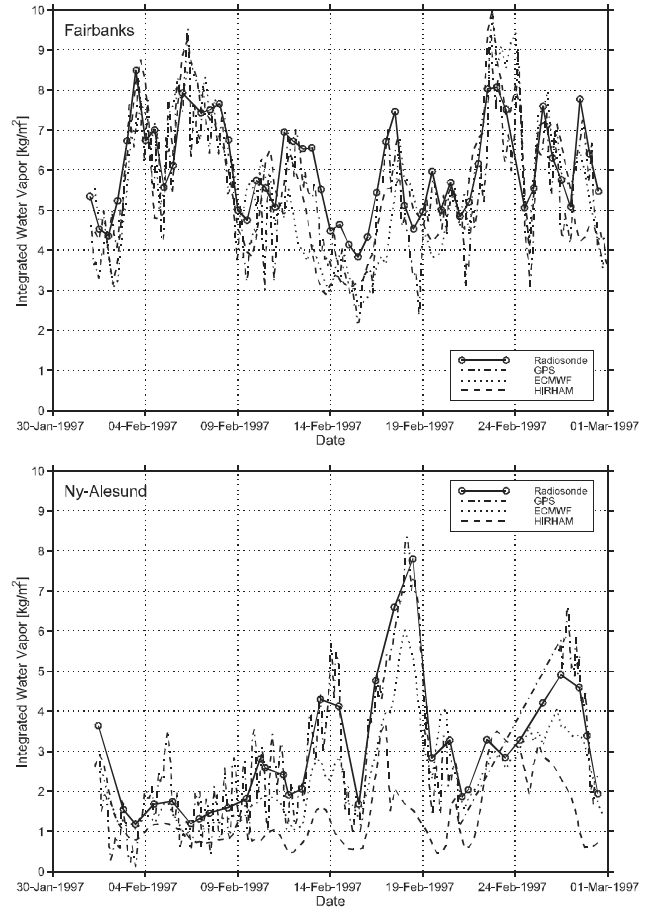 Fairbanks
Integrated Water Vapor [kg/m²]
10
9
8
7
6
5
4
3
2
1
0
Radiosonde
GPS
ECMWF
HIRHAM
30-Jan-1997 04-Feb-1997 09-Feb-1997 14-Feb-1997 19-Feb-1997 24-Feb-1997 01-Mar-1997
Date
Ny-Alesund
Integrated Water Vapor [kg/m²]
10
9
8
7
6
5
4
3
2
1
0
Radiosonde
GPS
ECMWF
HIRHAM
30-Jan-1997 04-Feb-1997 09-Feb-1997 14-Feb-1997 19-Feb-1997 24-Feb-1997 01-Mar-1997
Date